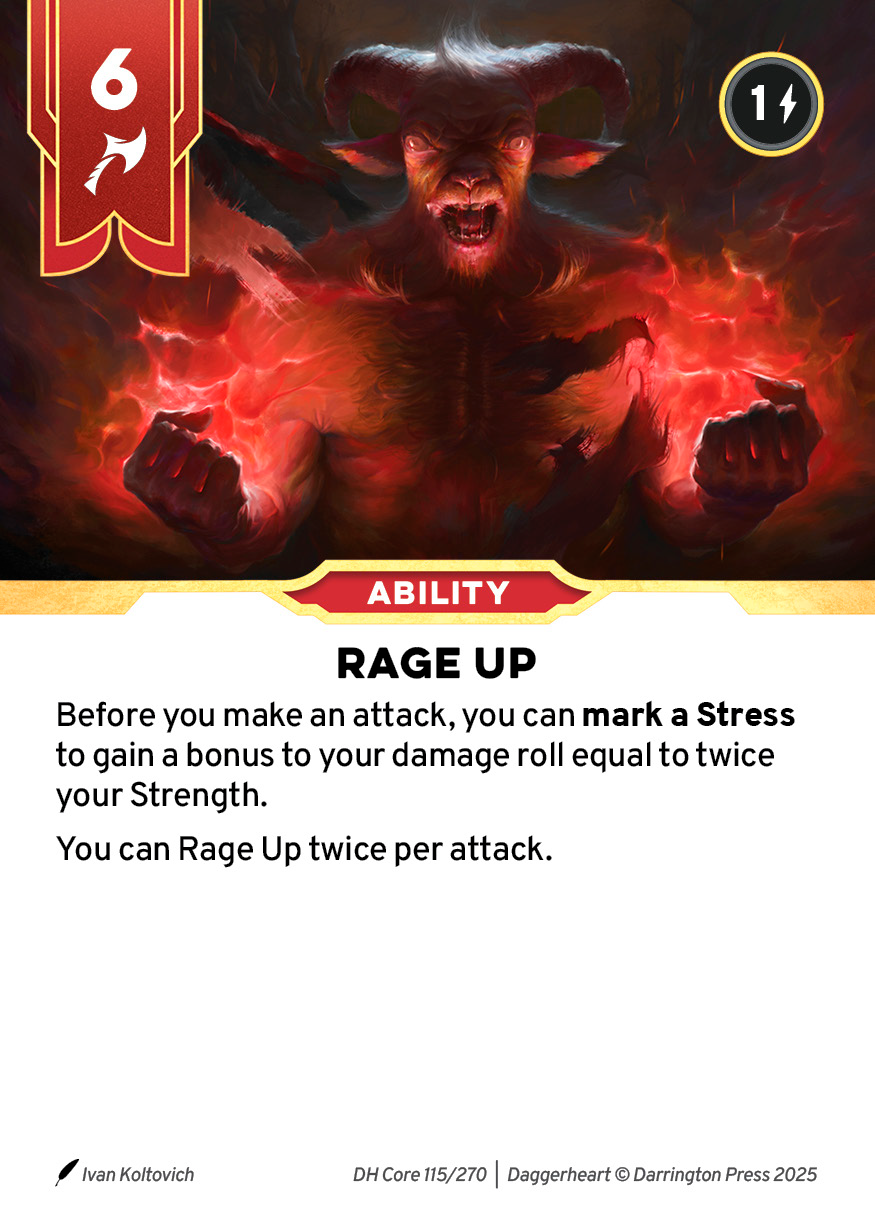 6
1
ABILITY
RAGE UP
Before you make an attack, you can mark a Stress
to gain a bonus to your damage roll equal to twice
your Strength.
You can Rage Up twice per attack.
Ivan Koltovich
DH Core 115/270 | Daggerheart © Darrington Press 2025